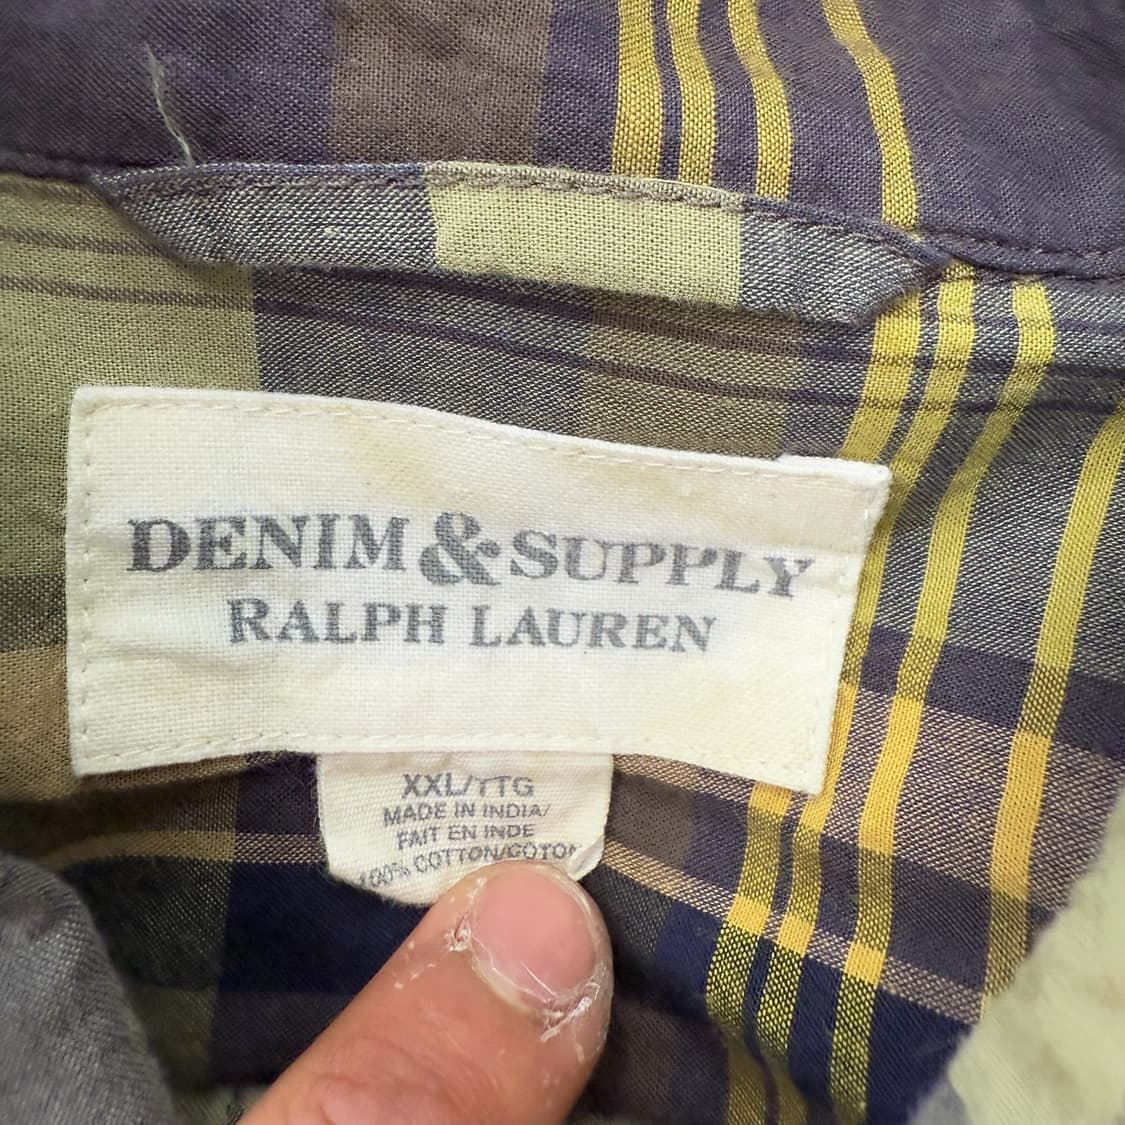 DENIM & SUPPLY
RALPH LAUREN
XXL/TTG
MADE IN INDIA/
FAIT EN INDE
100% COTTON/COTON